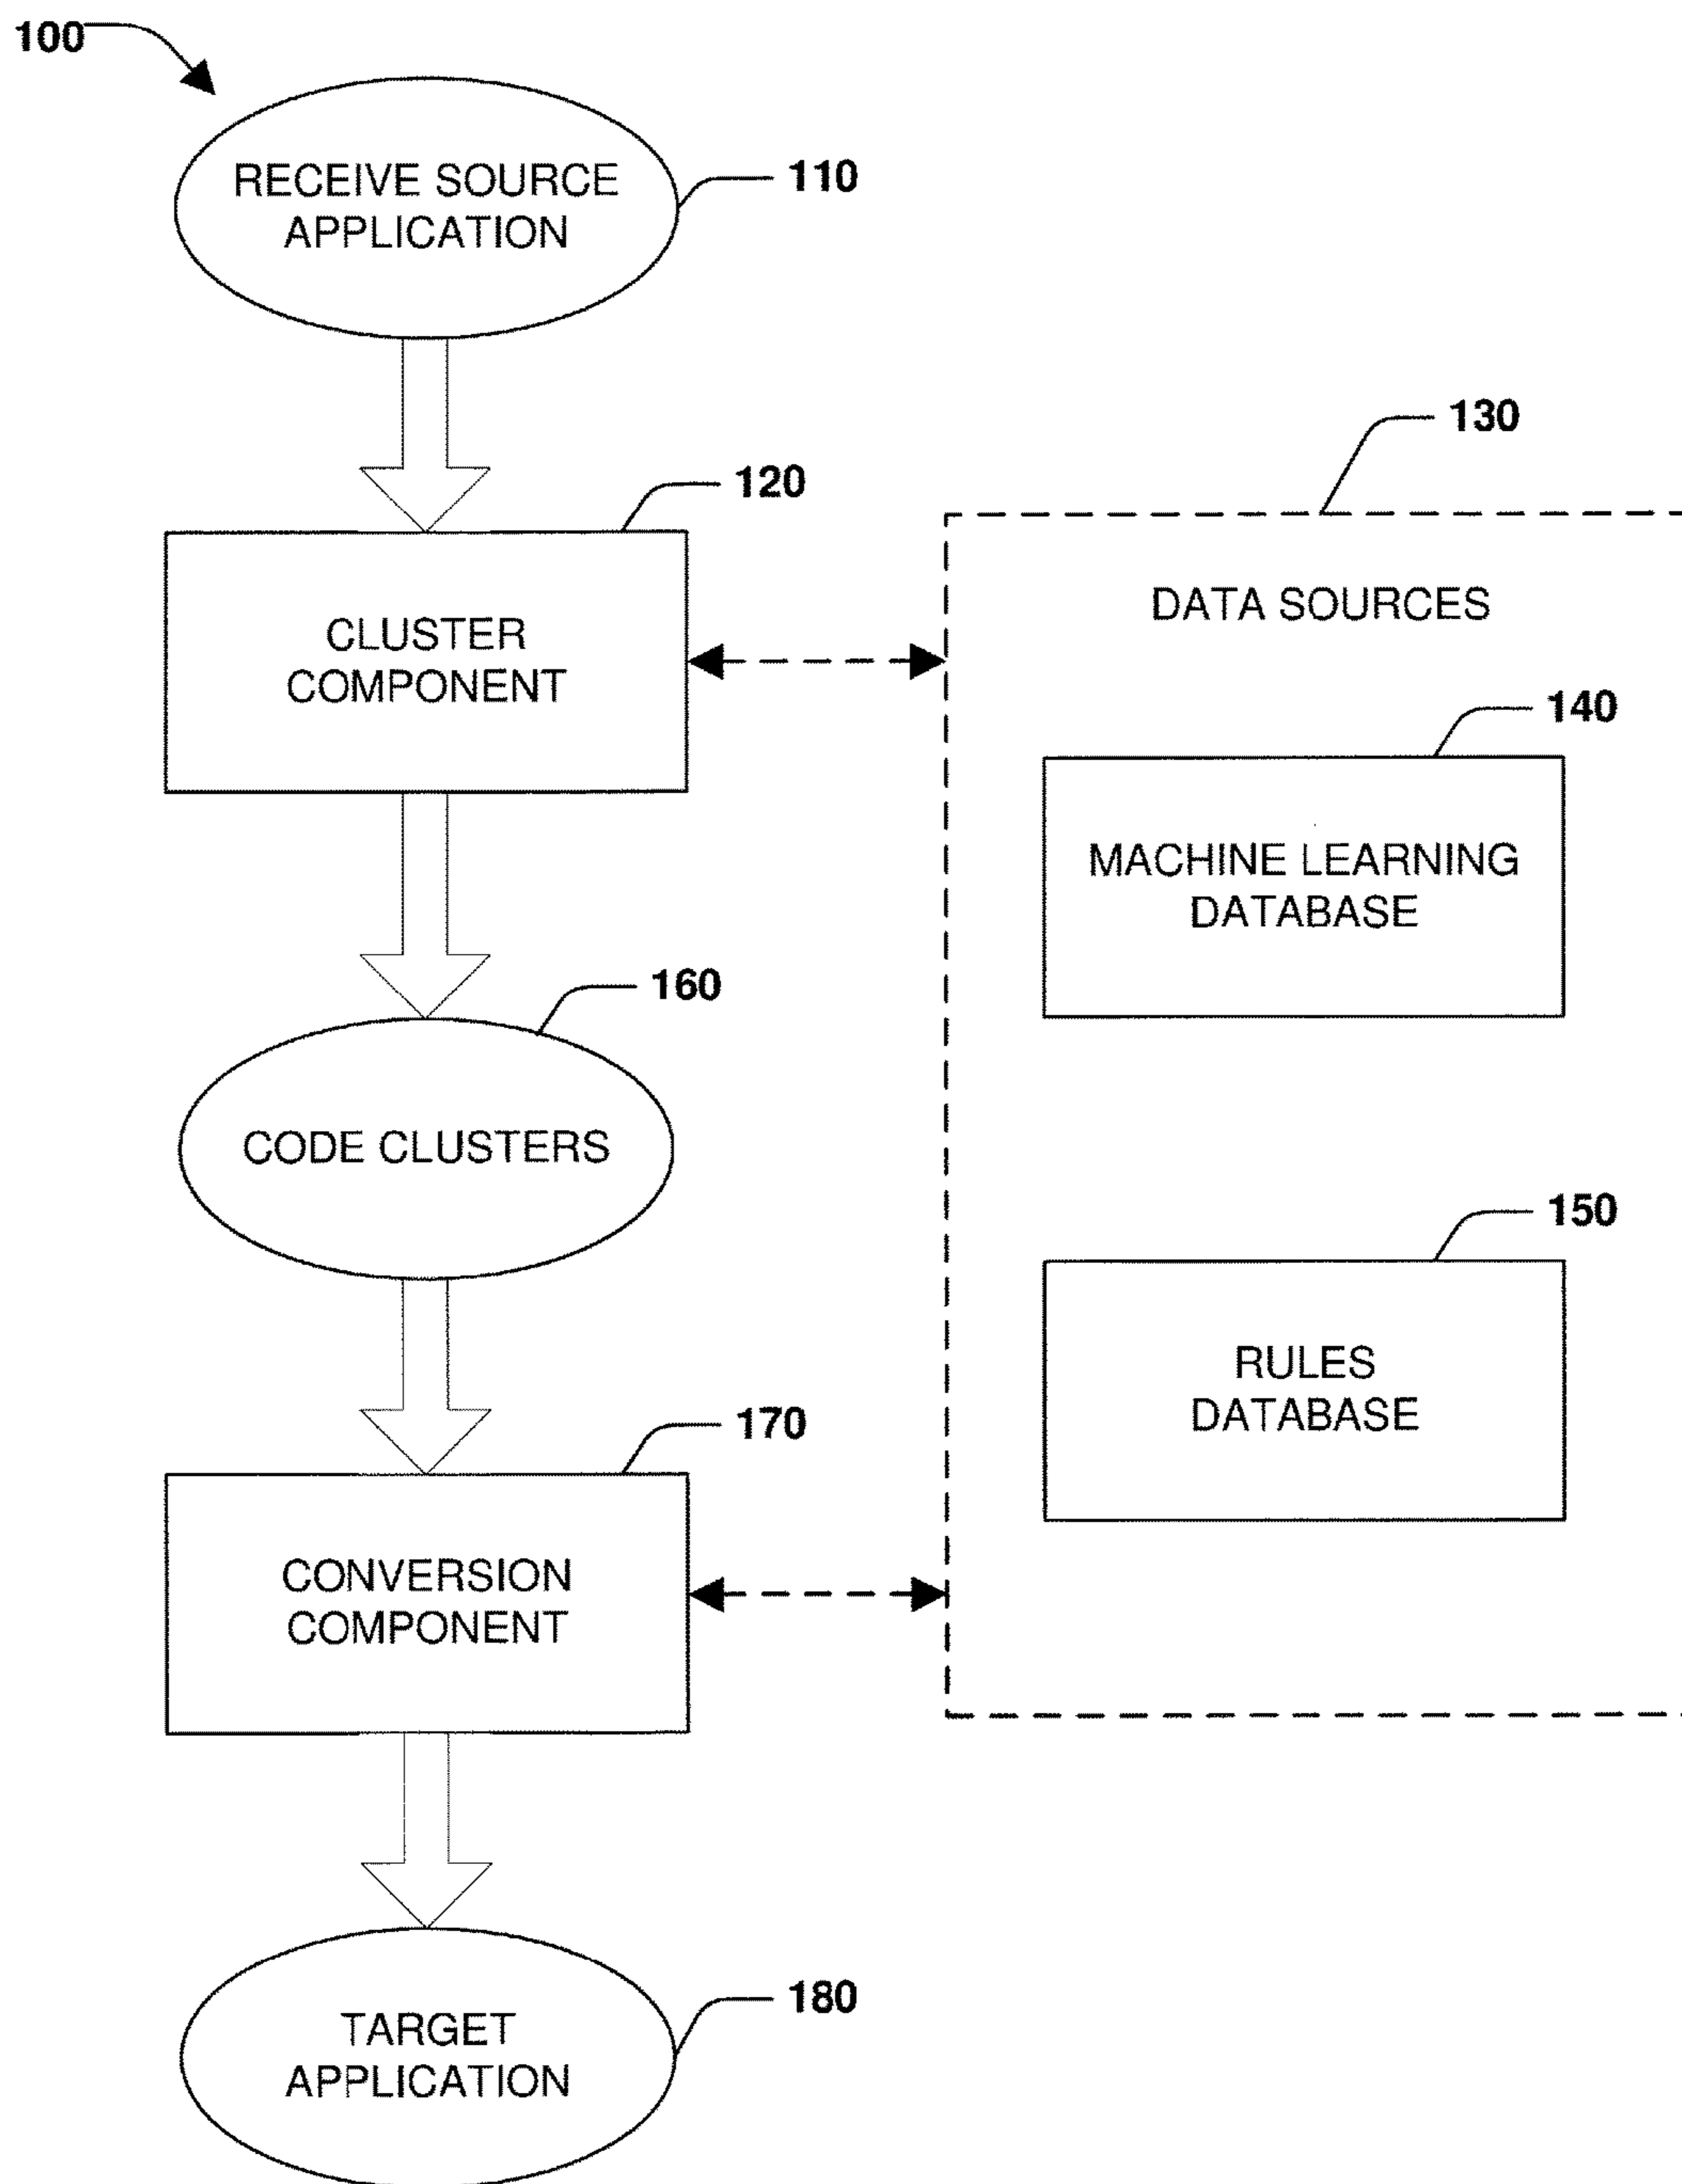 100
RECEIVE SOURCE
APPLICATION
110
130
120
DATA SOURCES
CLUSTER
COMPONENT
140
MACHINE LEARNING
DATABASE
160
CODE CLUSTERS
150
RULES
DATABASE
170
CONVERSION
COMPONENT
180
TARGET
APPLICATION